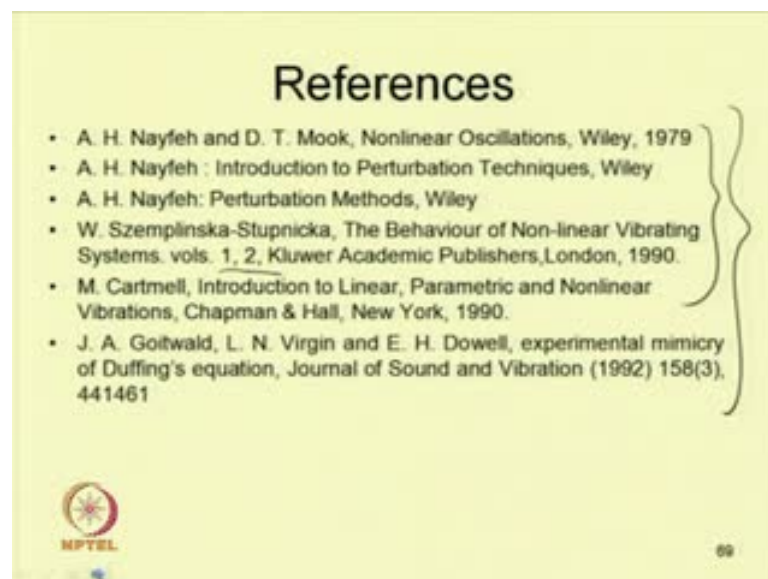 References
• A. H. Nayfeh and D. T. Mook, Nonlinear Oscillations, Wiley, 1979
• A. H. Nayfeh : Introduction to Perturbation Techniques, Wiley
• A. H. Nayfeh: Perturbation Methods, Wiley
• W. Szemplinska-Stupnicka, The Behaviour of Non-linear Vibrating
Systems. vols. 1, 2, Kluwer Academic Publishers,London, 1990.
• M. Cartmell, Introduction to Linear, Parametric and Nonlinear
Vibrations, Chapman & Hall, New York, 1990.
• J. A. Goitwald, L. N. Virgin and E. H. Dowell, experimental mimicry
of Duffing's equation, Journal of Sound and Vibration (1992) 158(3),
441461
NPTEL
69